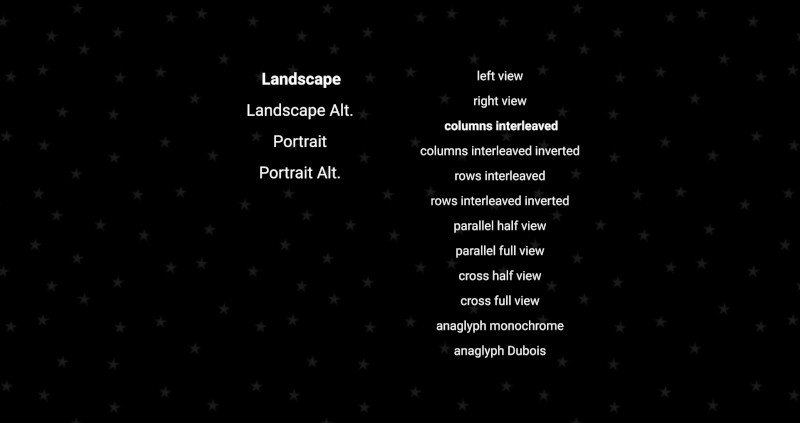 Landscape
Landscape Alt.
Portrait
Portrait Alt.
left view
right view
columns interleaved
columns interleaved inverted
rows interleaved
rows interleaved inverted
parallel half view
parallel full view
cross half view
cross full view
anaglyph monochrome
anaglyph Dubois